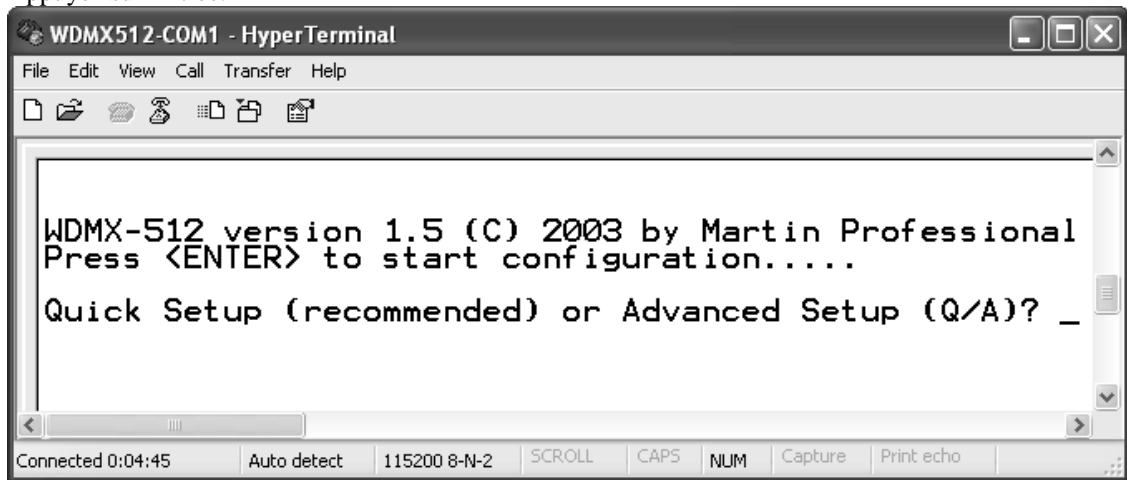 WDMX512-COM1 - HyperTerminal
File Edit View Call Transfer Help
WDMX-512 version 1.5 (C) 2003 by Martin Professional
Press <ENTER> to start configuration.....
Quick Setup (recommended) or Advanced Setup (Q/A)? _
Connected 0:04:45 Auto detect 115200 8-N-2 SCROLL CAPS NUM Capture Print echo